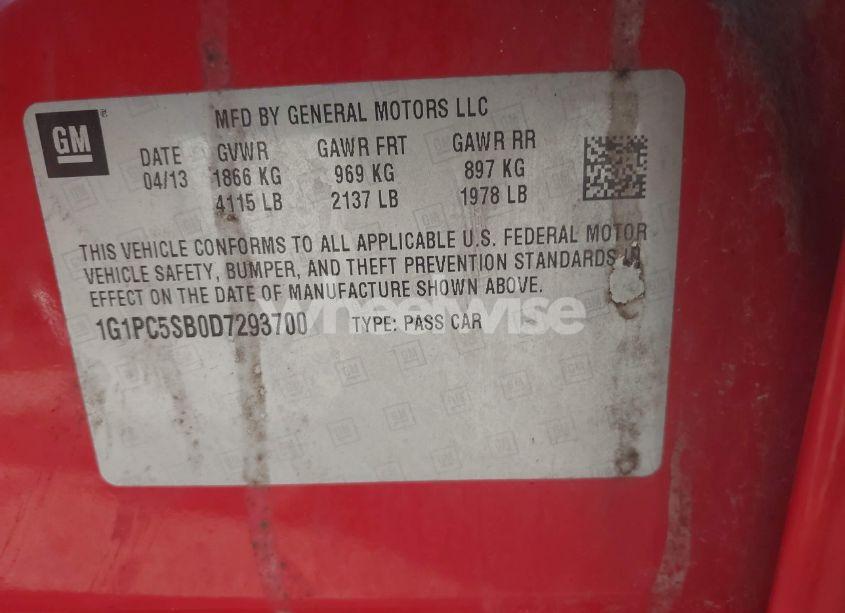 GM
MFD BY GENERAL MOTORS LLC
DATE GVWR GAWR FRT GAWR RR
04/13 1866 KG 969 KG 897 KG
4115 LB 2137 LB 1978 LB
THIS VEHICLE CONFORMS TO ALL APPLICABLE U.S. FEDERAL MOTOR
VEHICLE SAFETY, BUMPER, AND THEFT PREVENTION STANDARDS IN
EFFECT ON THE DATE OF MANUFACTURE SHOWN ABOVE.
1G1PC5SB0D7293700 TYPE: PASS CAR
wheelwise